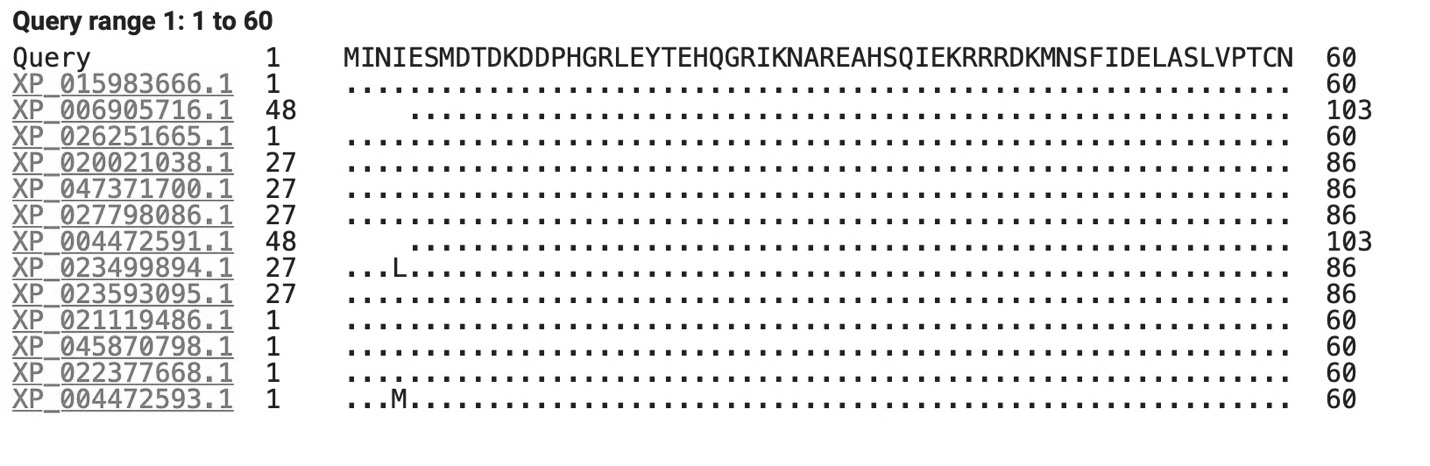 Query range 1: 1 to 60
Query 1 MINIESMDTDKDDPHGRLEYTEHQGRIKNAREAHSQIEKRRRDKMNSFIDELASLVPTCN 60
XP_015983666.1 1 ............................................................ 60
XP_006905716.1 48 ........................................................ 103
XP_026251665.1 1 ............................................................ 60
XP_020021038.1 27 ............................................................ 86
XP_047371700.1 27 ............................................................ 86
XP_027798086.1 27 ............................................................ 86
XP_004472591.1 48 ........................................................ 103
XP_023499894.1 27 ...L........................................................ 86
XP_023593095.1 27 ............................................................ 86
XP_021119486.1 1 ............................................................ 60
XP_045870798.1 1 ............................................................ 60
XP_022377668.1 1 ............................................................ 60
XP_004472593.1 1 ...M........................................................ 60